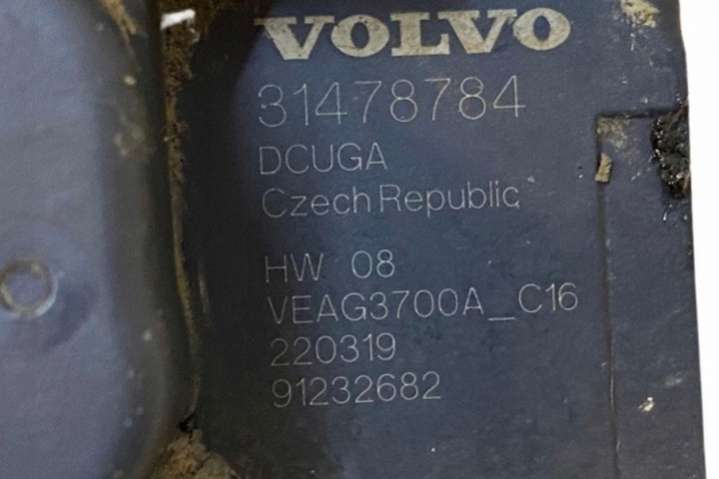 VOLVO
31478784
DCUGA
Czech Republic
HW 08
VEAG3700A_C16
220319
91232682